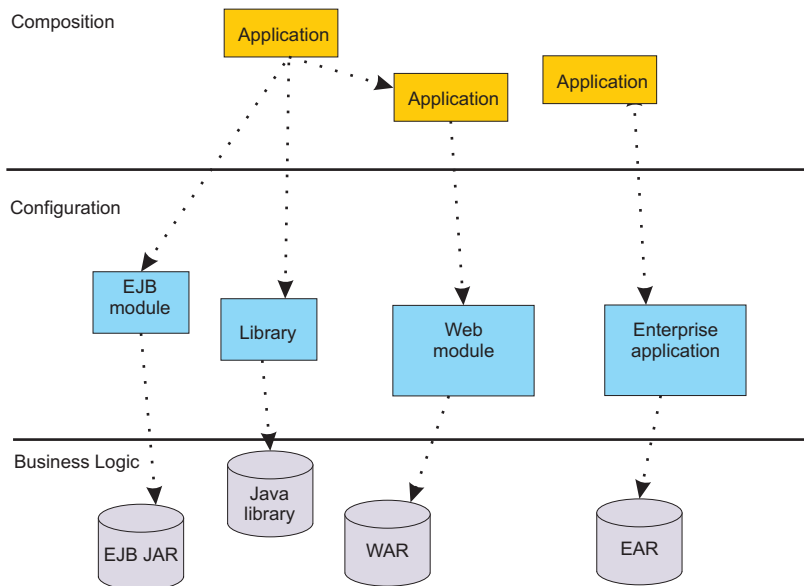 Composition
Application
Application
Application
Configuration
EJB
module
Library
Web
module
Enterprise
application
Business Logic
Java
library
EJB JAR
WAR
EAR